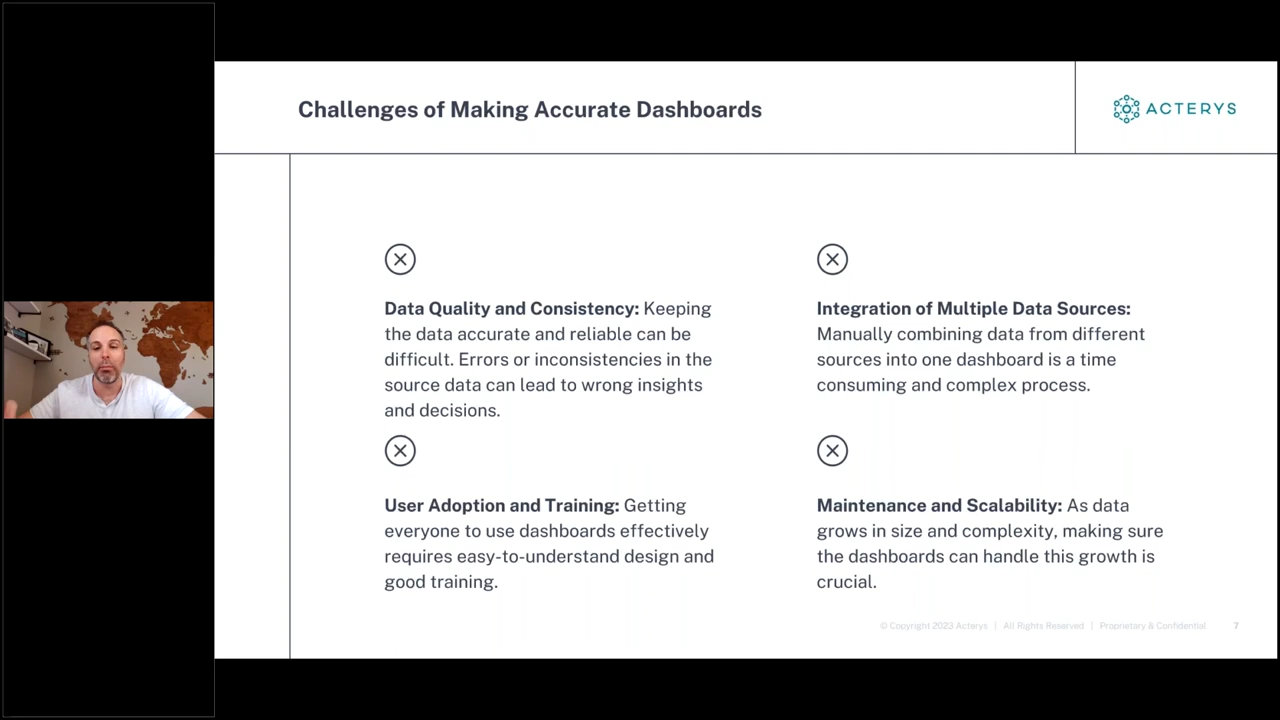 Challenges of Making Accurate Dashboards
ACTERYS
Data Quality and Consistency: Keeping
the data accurate and reliable can be
difficult. Errors or inconsistencies in the
source data can lead to wrong insights
and decisions.
Integration of Multiple Data Sources:
Manually combining data from different
sources into one dashboard is a time
consuming and complex process.
User Adoption and Training: Getting
everyone to use dashboards effectively
requires easy-to-understand design and
good training.
Maintenance and Scalability: As data
grows in size and complexity, making sure
the dashboards can handle this growth is
crucial.
© Copyright 2023 Acterys | All Rights Reserved | Proprietary & Confidential 7